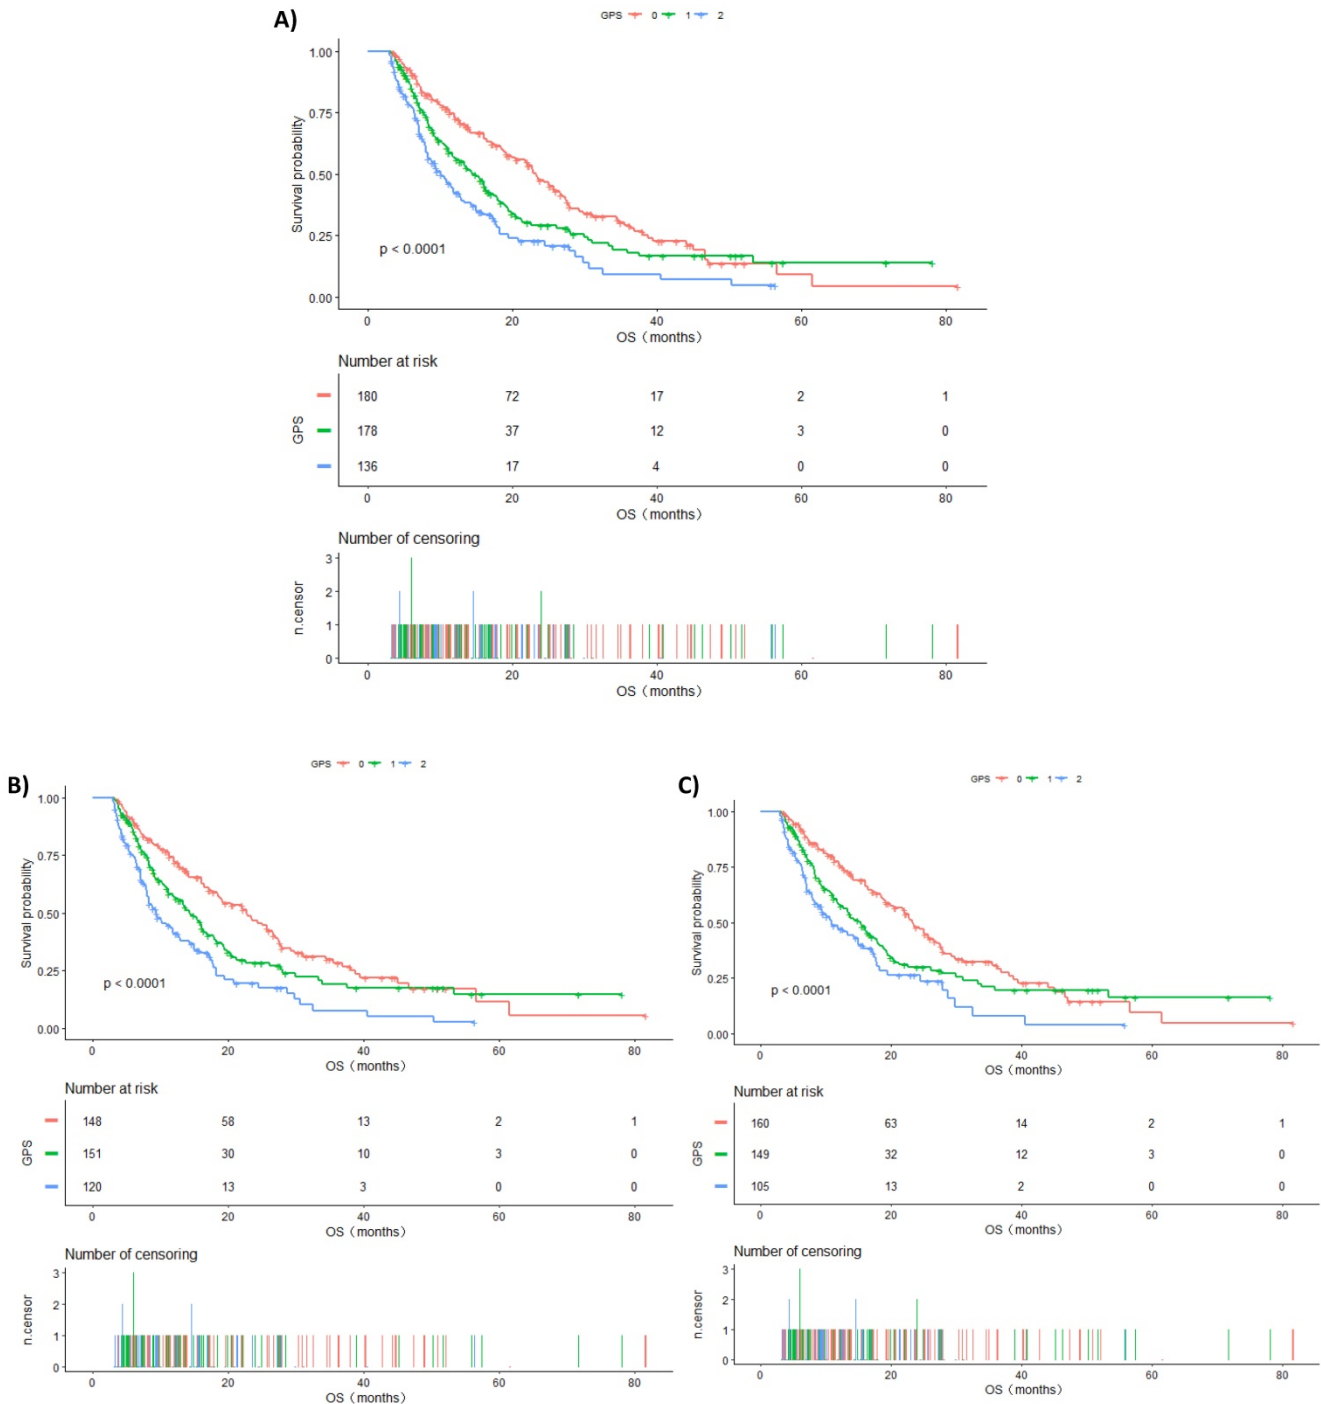 A)
GPS 0 1 2
1.00
0.75
0.50
0.25
0.00
Survival probability
p < 0.0001
0 20 40 60 80
OS（months）
Number at risk
GPS
180 72 17 2 1
178 37 12 3 0
136 17 4 0 0
0 20 40 60 80
OS（months）
Number of censoring
n.censor
3
2
1
0
0 20 40 60 80
OS（months）
B)
GPS 0 1 2
1.00
0.75
0.50
0.25
0.00
Survival probability
p < 0.0001
0 20 40 60 80
OS（months）
Number at risk
GPS
148 58 13 2 1
151 30 10 3 0
120 13 3 0 0
0 20 40 60 80
OS（months）
Number of censoring
n.censor
3
2
1
0
0 20 40 60 80
OS（months）
C)
GPS 0 1 2
1.00
0.75
0.50
0.25
0.00
Survival probability
p < 0.0001
0 20 40 60 80
OS（months）
Number at risk
GPS
160 63 14 2 1
149 32 12 3 0
105 13 2 0 0
0 20 40 60 80
OS（months）
Number of censoring
n.censor
3
2
1
0
0 20 40 60 80
OS（months）